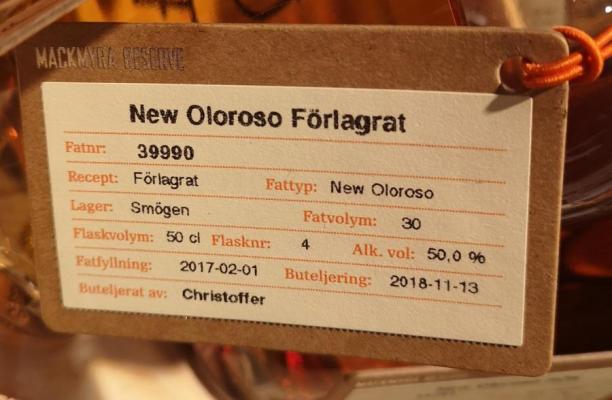 MACKMYRA RESERVE
New Oloroso Förlagrat
Fatnr: 39990
Recept: Förlagrat Fattyp: New Oloroso
Lager: Smögen Fatvolym: 30
Flaskvolym: 50 cl Flasknr: 4 Alk. vol: 50,0 %
Fatfyllning: 2017-02-01 Buteljering: 2018-11-13
Buteljerat av: Christoffer